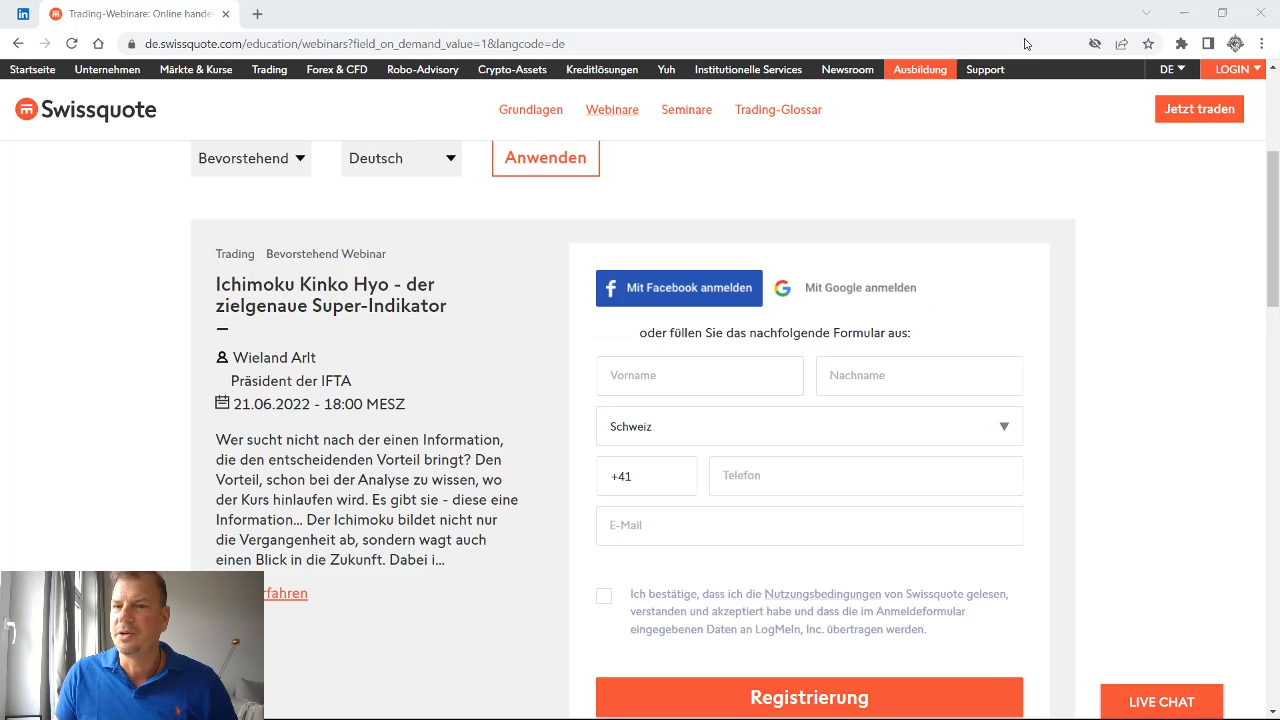 Trading-Webinare: Online handel
de.swissquote.com/education/webinars?field_on_demand_value=1&langcode=de
Startseite Unternehmen Märkte & Kurse Trading Forex & CFD Robo-Advisory Crypto-Assets Kreditlösungen Yuh Institutionelle Services Newsroom Ausbildung Support DE LOGIN
Swissquote Grundlagen Webinare Seminare Trading-Glossar Jetzt traden
Bevorstehend Deutsch Anwenden
Trading Bevorstehend Webinar
Ichimoku Kinko Hyo - der
zielgenaue Super-Indikator
Wieland Arlt
Präsident der IFTA
21.06.2022 - 18:00 MESZ
Wer sucht nicht nach der einen Information,
die den entscheidenden Vorteil bringt? Den
Vorteil, schon bei der Analyse zu wissen, wo
der Kurs hinlaufen wird. Es gibt sie - diese eine
Information... Der Ichimoku bildet nicht nur
die Vergangenheit ab, sondern wagt auch
einen Blick in die Zukunft. Dabei i...
rfahren
f Mit Facebook anmelden G Mit Google anmelden
oder füllen Sie das nachfolgende Formular aus:
Vorname Nachname
Schweiz
+41 Telefon
E-Mail
Ich bestätige, dass ich die Nutzungsbedingungen von Swissquote gelesen,
verstanden und akzeptiert habe und dass die im Anmeldeformular
eingegebenen Daten an LogMeIn, Inc. übertragen werden.
Registrierung
LIVE CHAT